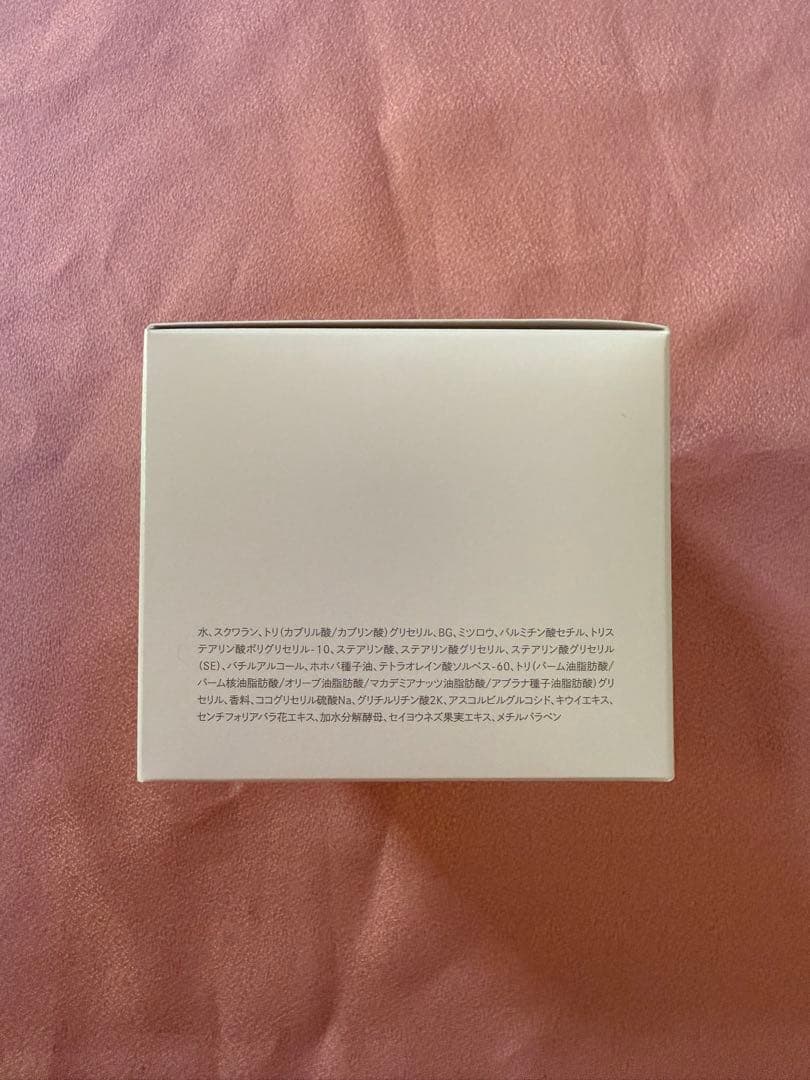 水、スクワラン、トリ(カプリル酸/カプリン酸)グリセリル、BG、ミツロウ、パルミチン酸セチル、トリス
テアリン酸ポリグリセリル-10、ステアリン酸、ステアリン酸グリセリル、ステアリン酸グリセリル
(SE)、バチルアルコール、ホホバ種子油、テトラオレイン酸ソルベス-60、トリ(パーム油脂肪酸/
パーム核油脂肪酸/オリーブ油脂肪酸/マカデミアナッツ油脂肪酸/アブラナ種子油脂肪酸)グリ
セリル、香料、ココグリセリル硫酸Na、グリチルリチン酸2K、アスコルビルグルコシド、キウイエキス、
センチフォリアバラ花エキス、加水分解酵母、セイヨウネズ果実エキス、メチルパラベン